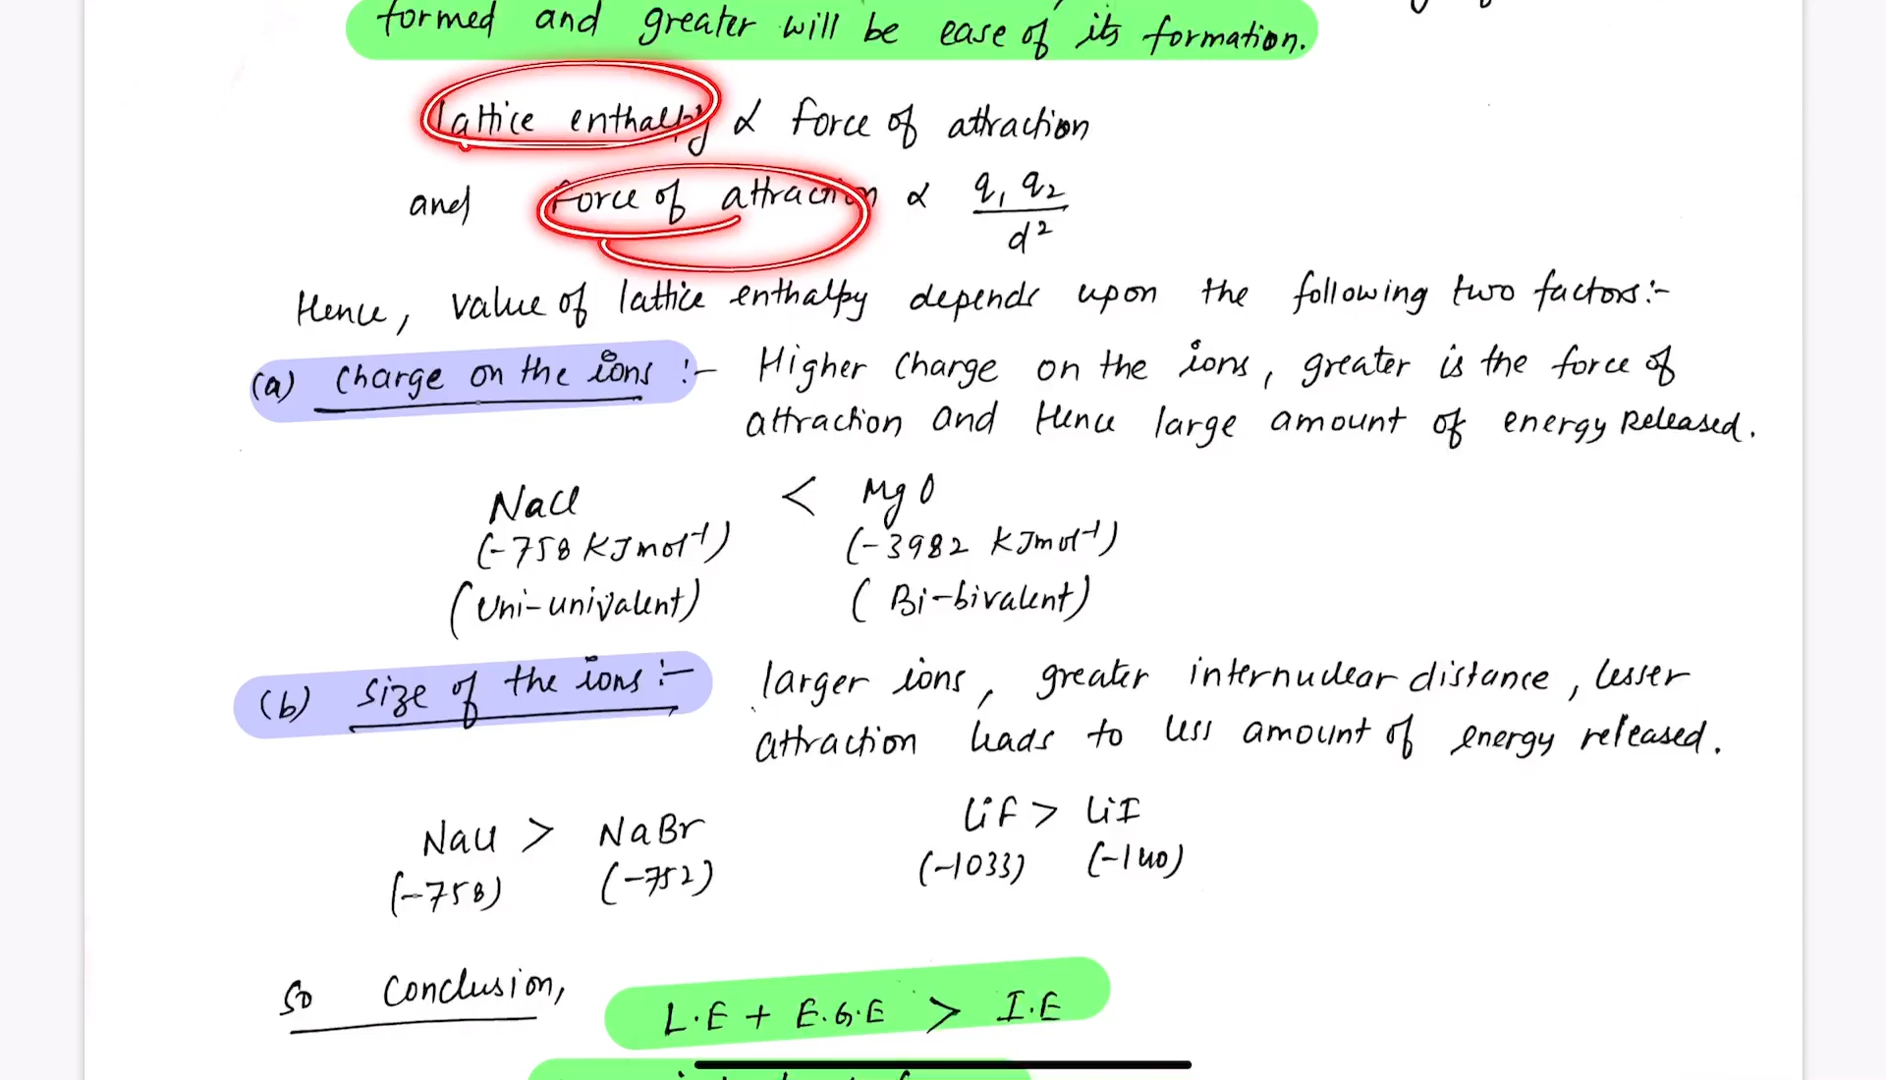 formed and greater will be ease of its formation.
Lattice enthalpy ∝ force of attraction
and force of attraction ∝ q₁ q₂ / d²
Hence, value of lattice enthalpy depends upon the following two factors:-
(a) Charge on the ions :- Higher Charge on the ions, greater is the force of
attraction and Hence large amount of energy Released.
NaCl < MgO
(-758 KJmol⁻¹) (-3982 KJmol⁻¹)
(Uni-univalent) (Bi-bivalent)
(b) Size of the ions :- larger ions, greater internuclear distance, lesser
attraction leads to less amount of energy released.
NaCl > NaBr LiF > LiI
(-758) (-752) (-1033) (-140)
So Conclusion,
L.E + E.G.E > I.E